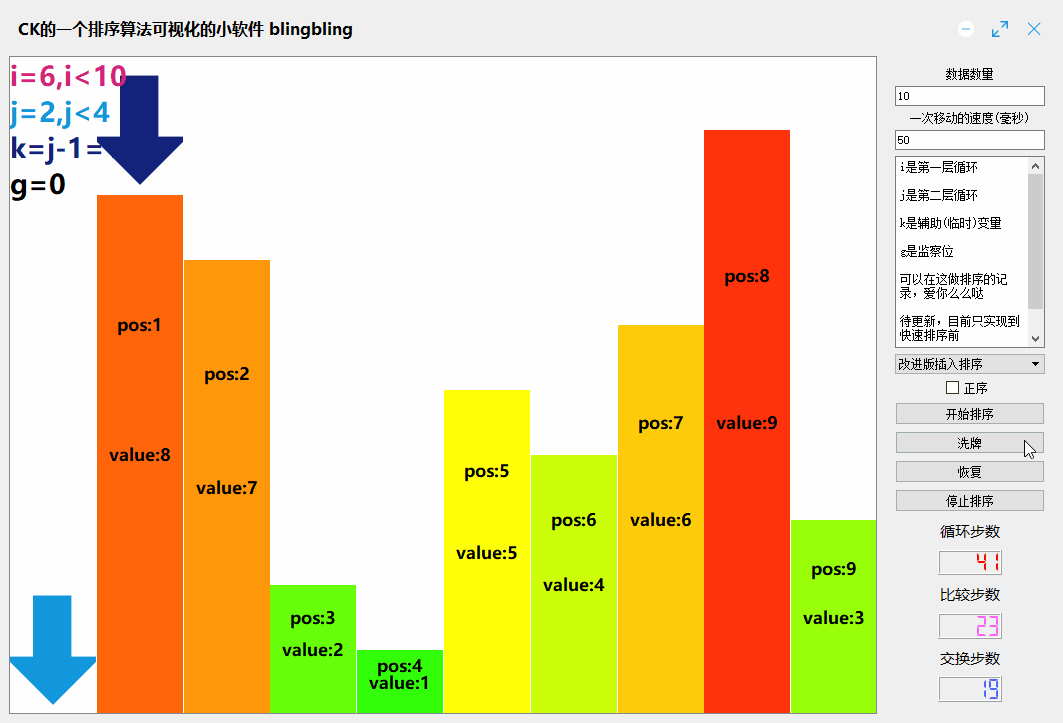 CK的一个排序算法可视化的小软件 blingbling
i=6,i<10
j=2,j<4
k=j-1=
g=0
pos:1
value:8
pos:2
value:7
pos:3
value:2
pos:4
value:1
pos:5
value:5
pos:6
value:4
pos:7
value:6
pos:8
value:9
pos:9
value:3
数据数量
10
一次移动的速度(毫秒)
50
i是第一层循环
j是第二层循环
k是辅助(临时)变量
g是监察位
可以在这做排序的记
录，爱你么么哒
待更新，目前只实现到
快速排序前
改进版插入排序
正序
开始排序
洗牌
恢复
停止排序
循环步数
41
比较步数
23
交换步数
19